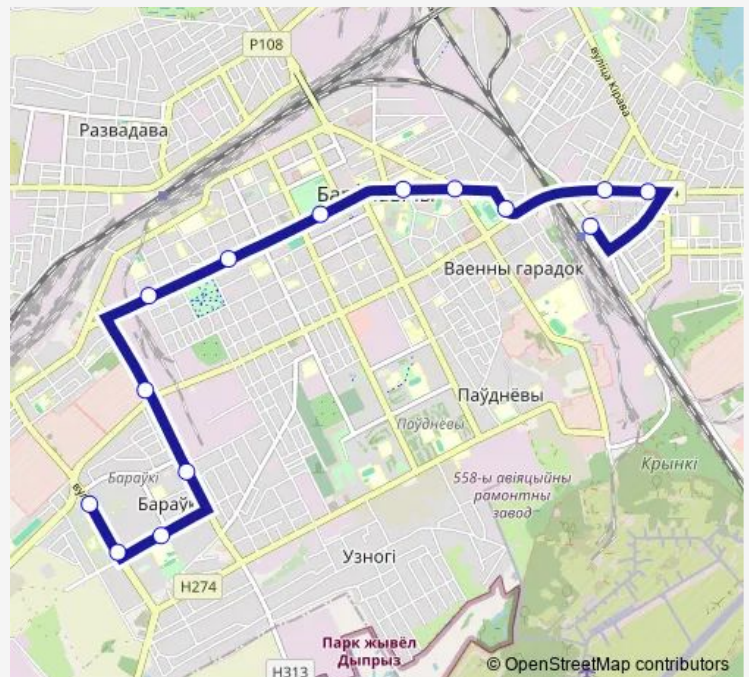 Р108
вуліца Кірава
Развадава
Ваенны гарадок
Паўднёвы
Паўднёвы
Крынкі
Бараўкі
558-ы авіяцыйны
рамонтны
завод
Узногі
Н274
Парк жывёл
Дыпрыз
Н313
© OpenStreetMap contributors